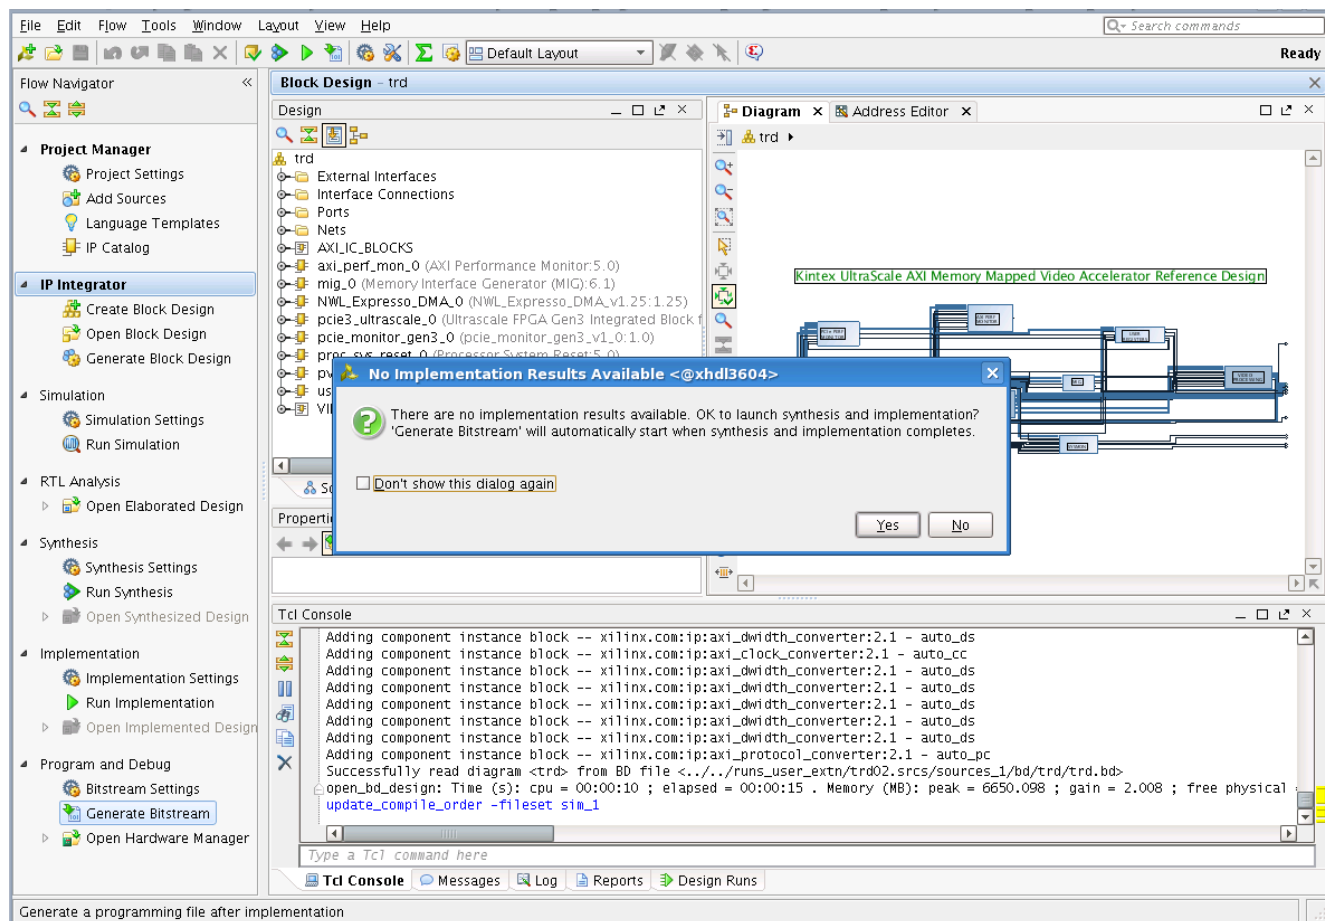 File Edit Flow Tools Window Layout View Help
Search commands
Default Layout
Ready
Flow Navigator
Project Manager
Project Settings
Add Sources
Language Templates
IP Catalog
IP Integrator
Create Block Design
Open Block Design
Generate Block Design
Simulation
Simulation Settings
Run Simulation
RTL Analysis
Open Elaborated Design
Synthesis
Synthesis Settings
Run Synthesis
Open Synthesized Design
Implementation
Implementation Settings
Run Implementation
Open Implemented Design
Program and Debug
Bitstream Settings
Generate Bitstream
Open Hardware Manager
Block Design - trd
Design
trd
External Interfaces
Interface Connections
Ports
Nets
AXI_IC_BLOCKS
axi_perf_mon_0 (AXI Performance Monitor:5.0)
mig_0 (Memory Interface Generator (MIG):6.1)
NWL_Expresso_DMA_0 (NWL_Expresso_DMA_v1.25:1.25)
pcie3_ultrascale_0 (Ultrascale FPGA Gen3 Integrated Block f
pcie_monitor_gen3_0 (pcie_monitor_gen3_v1_0:1.0)
proc_sys_reset_0 (Processor System Reset:5.0)
pv
us
VI
So
Properti
Diagram
Address Editor
trd
Kintex UltraScale AXI Memory Mapped Video Accelerator Reference Design
No Implementation Results Available <@xhdl3604>
There are no implementation results available. OK to launch synthesis and implementation?
'Generate Bitstream' will automatically start when synthesis and implementation completes.
Don't show this dialog again
Yes
No
Tcl Console
Adding component instance block -- xilinx.com:ip:axi_dwidth_converter:2.1 - auto_ds
Adding component instance block -- xilinx.com:ip:axi_clock_converter:2.1 - auto_cc
Adding component instance block -- xilinx.com:ip:axi_dwidth_converter:2.1 - auto_ds
Adding component instance block -- xilinx.com:ip:axi_dwidth_converter:2.1 - auto_ds
Adding component instance block -- xilinx.com:ip:axi_dwidth_converter:2.1 - auto_ds
Adding component instance block -- xilinx.com:ip:axi_dwidth_converter:2.1 - auto_ds
Adding component instance block -- xilinx.com:ip:axi_dwidth_converter:2.1 - auto_ds
Adding component instance block -- xilinx.com:ip:axi_protocol_converter:2.1 - auto_pc
Successfully read diagram <trd> from BD file <../../runs_user_extn/trd02.srcs/sources_1/bd/trd/trd.bd>
open_bd_design: Time (s): cpu = 00:00:10 ; elapsed = 00:00:15 . Memory (MB): peak = 6650.098 ; gain = 2.008 ; free physical
update_compile_order -fileset sim_1
Type a Tcl command here
Tcl Console
Messages
Log
Reports
Design Runs
Generate a programming file after implementation